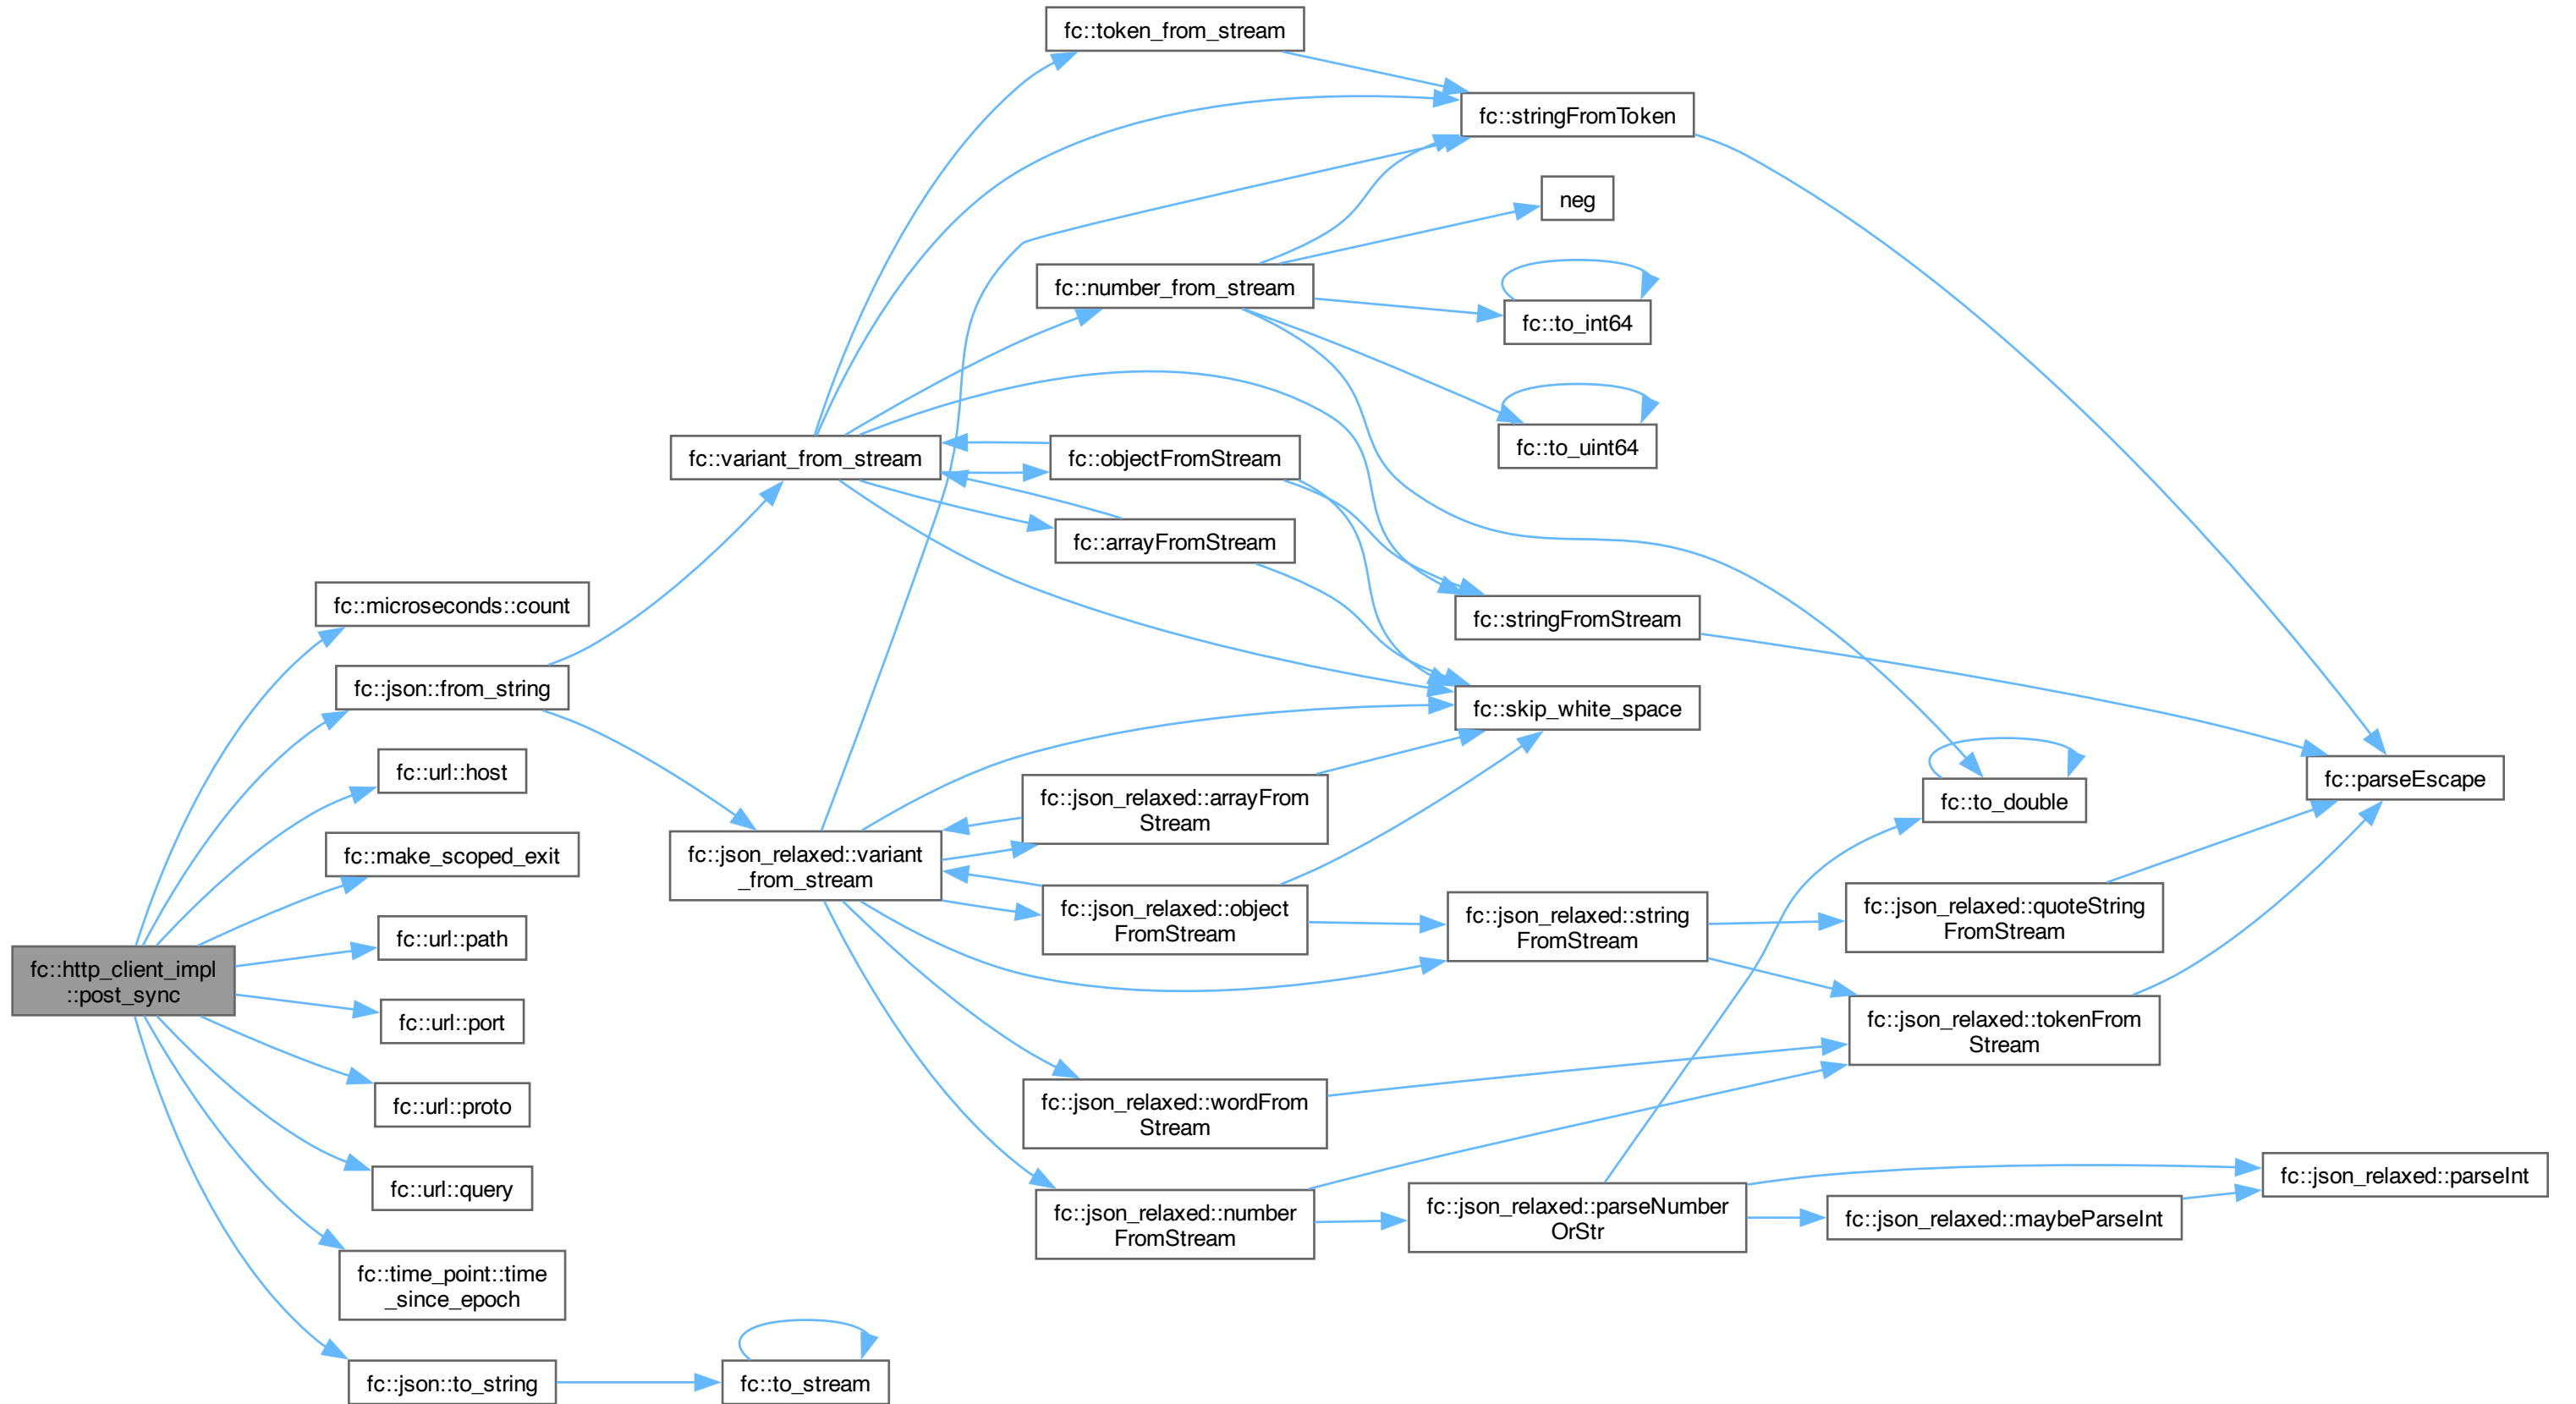 fc::http_client_impl
::post_sync
fc::microseconds::count
fc::json::from_string
fc::url::host
fc::make_scoped_exit
fc::url::path
fc::url::port
fc::url::proto
fc::url::query
fc::time_point::time
_since_epoch
fc::json::to_string
fc::variant_from_stream
fc::json_relaxed::variant
_from_stream
fc::to_stream
fc::token_from_stream
fc::number_from_stream
fc::objectFromStream
fc::arrayFromStream
fc::json_relaxed::arrayFrom
Stream
fc::json_relaxed::object
FromStream
fc::json_relaxed::wordFrom
Stream
fc::json_relaxed::number
FromStream
fc::stringFromToken
neg
fc::to_int64
fc::to_uint64
fc::stringFromStream
fc::skip_white_space
fc::json_relaxed::string
FromStream
fc::json_relaxed::parseNumber
OrStr
fc::to_double
fc::json_relaxed::quoteString
FromStream
fc::json_relaxed::tokenFrom
Stream
fc::json_relaxed::maybeParseInt
fc::parseEscape
fc::json_relaxed::parseInt